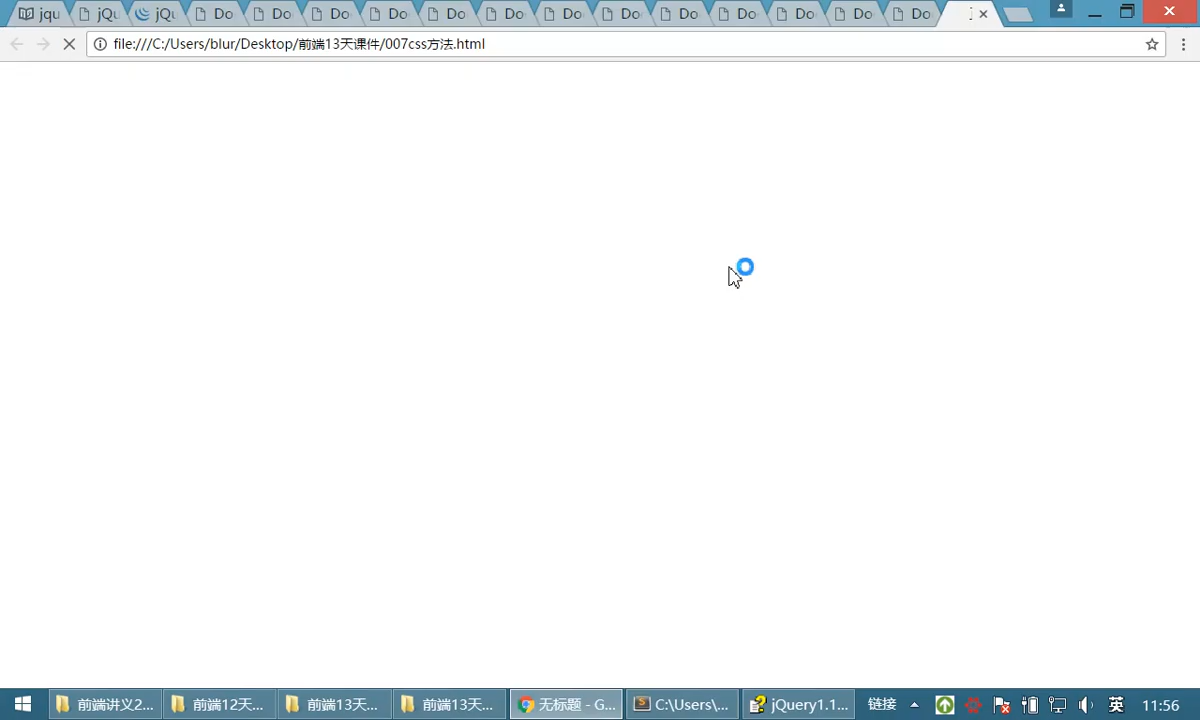 jqu jQu jQu Do Do Do Do Do Do Do Do Do Do Do Do Do
file:///C:/Users/blur/Desktop/前端13天课件/007css方法.html
前端讲义2... 前端12天... 前端13天... 前端13天... 无标题 - G... C:\Users\... jQuery1.1... 链接 英 11:56